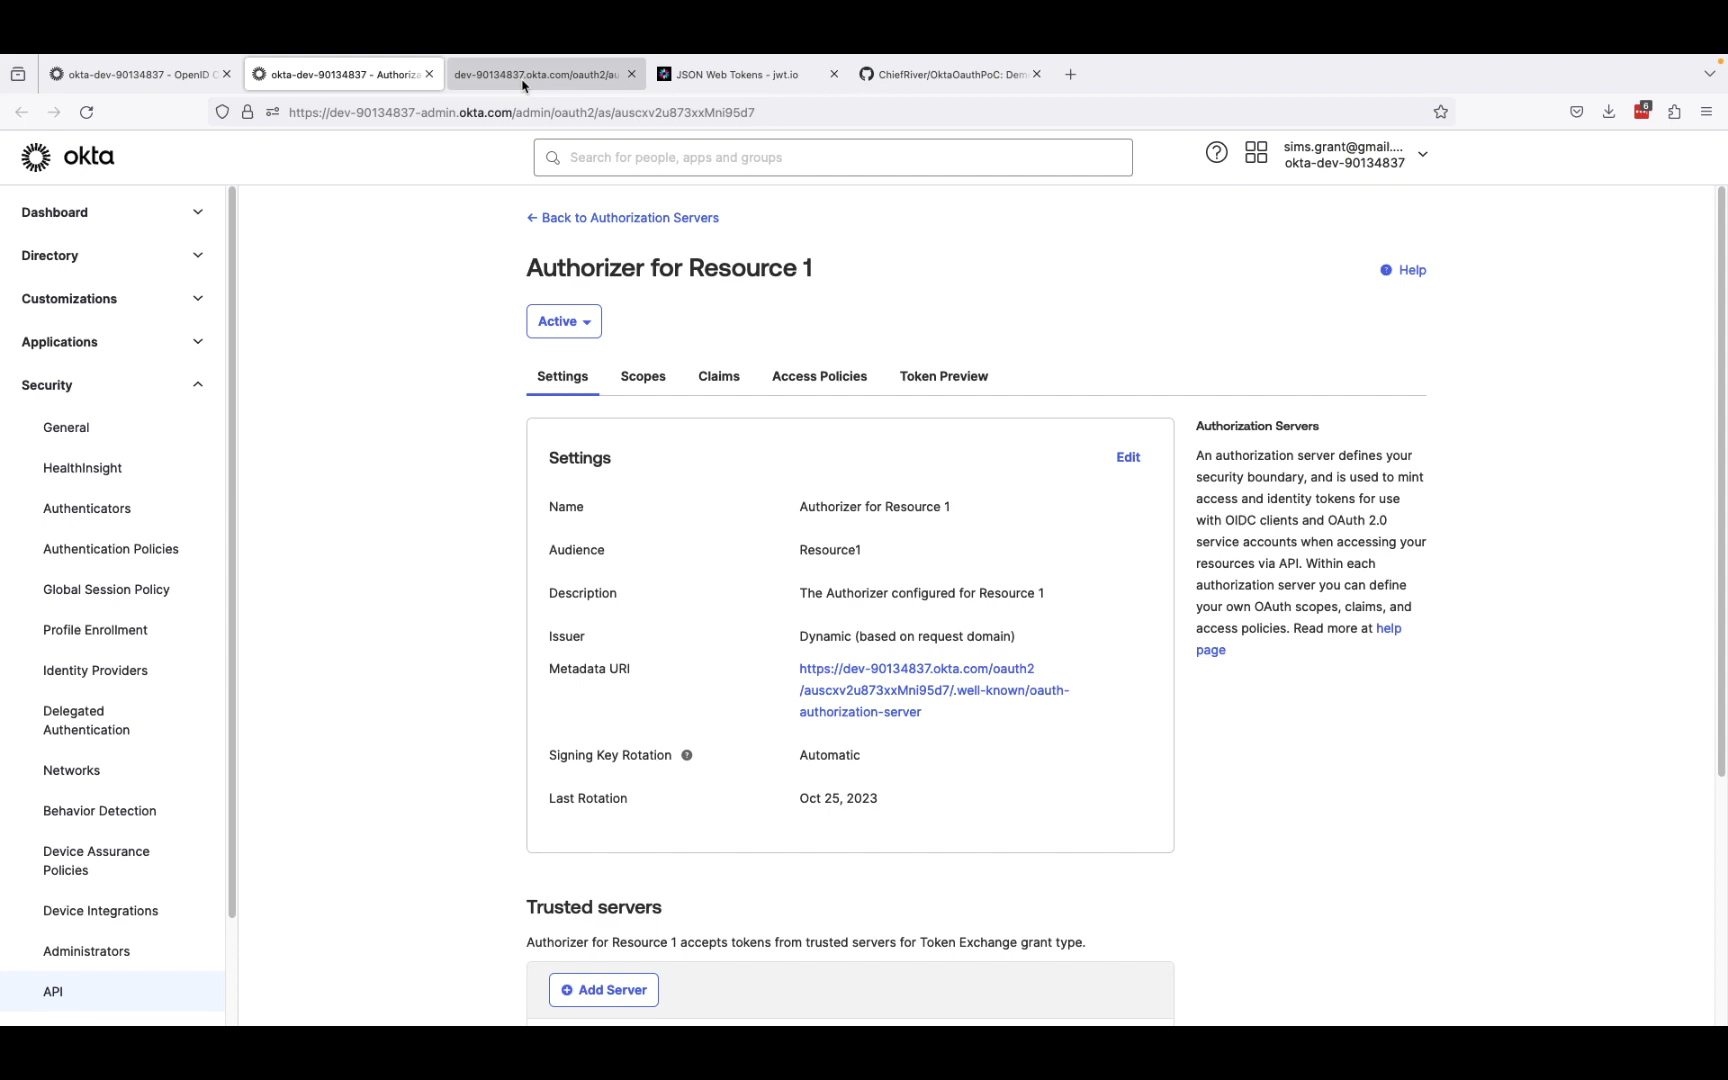 okta-dev-90134837 - OpenID C
okta-dev-90134837 - Authoriza
dev-90134837.okta.com/oauth2/au
JSON Web Tokens - jwt.io
ChiefRiver/OktaOauthPoC: Dem
https://dev-90134837-admin.okta.com/admin/oauth2/as/auscxv2u873xxMni95d7
6
okta
Search for people, apps and groups
sims.grant@gmail....
okta-dev-90134837
Dashboard
Directory
Customizations
Applications
Security
General
HealthInsight
Authenticators
Authentication Policies
Global Session Policy
Profile Enrollment
Identity Providers
Delegated
Authentication
Networks
Behavior Detection
Device Assurance
Policies
Device Integrations
Administrators
API
← Back to Authorization Servers
Authorizer for Resource 1
Help
Active
Settings Scopes Claims Access Policies Token Preview
Settings Edit
Name Authorizer for Resource 1
Audience Resource1
Description The Authorizer configured for Resource 1
Issuer Dynamic (based on request domain)
Metadata URI https://dev-90134837.okta.com/oauth2
/auscxv2u873xxMni95d7/.well-known/oauth-
authorization-server
Signing Key Rotation Automatic
Last Rotation Oct 25, 2023
Authorization Servers
An authorization server defines your
security boundary, and is used to mint
access and identity tokens for use
with OIDC clients and OAuth 2.0
service accounts when accessing your
resources via API. Within each
authorization server you can define
your own OAuth scopes, claims, and
access policies. Read more at help
page
Trusted servers
Authorizer for Resource 1 accepts tokens from trusted servers for Token Exchange grant type.
Add Server